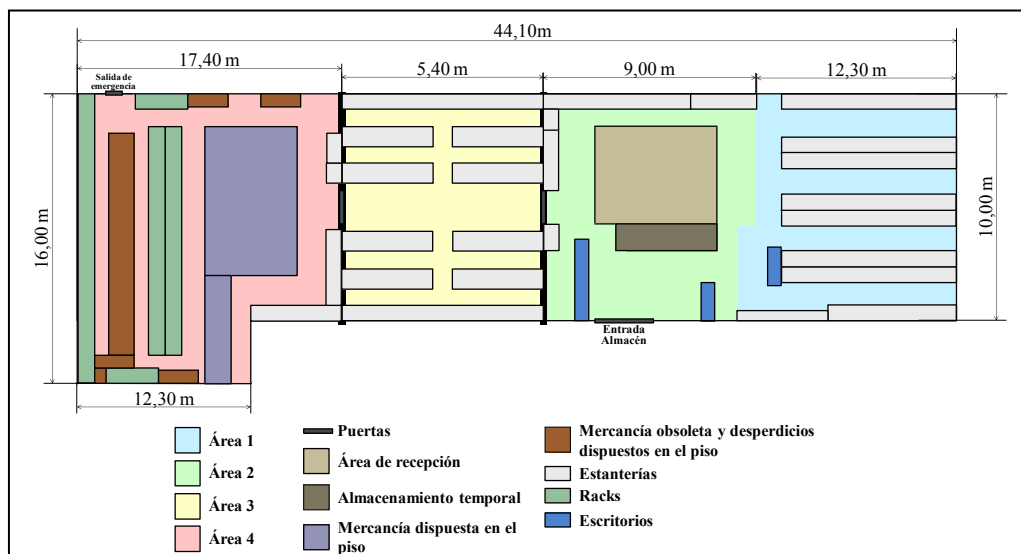 44,10m
17,40 m
5,40 m
9,00 m
12,30 m
Salida de
emergencia
16,00 m
10,00 m
Entrada
Almacén
12,30 m
Área 1
Área 2
Área 3
Área 4
Puertas
Área de recepción
Almacenamiento temporal
Mercancía dispuesta en el
piso
Mercancía obsoleta y desperdicios
dispuestos en el piso
Estanterías
Racks
Escritorios